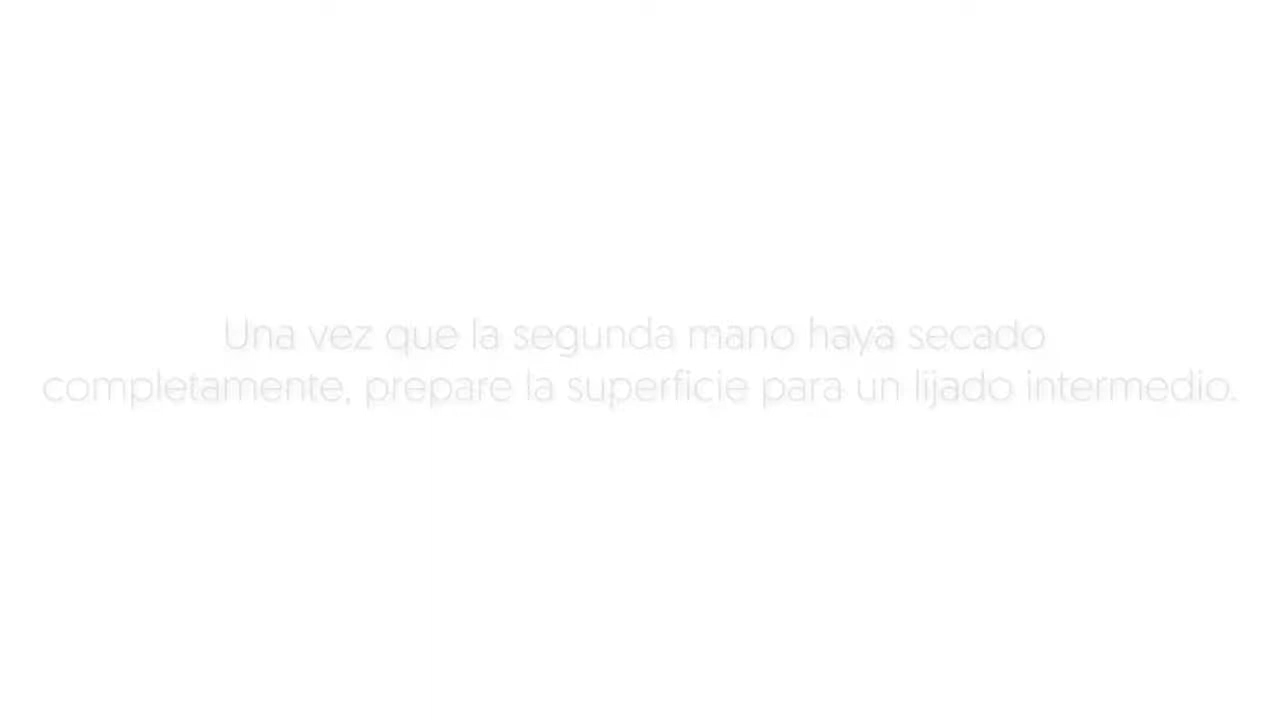 Una vez que la segunda mano haya secado
completamente, prepare la superficie para un lijado intermedio.